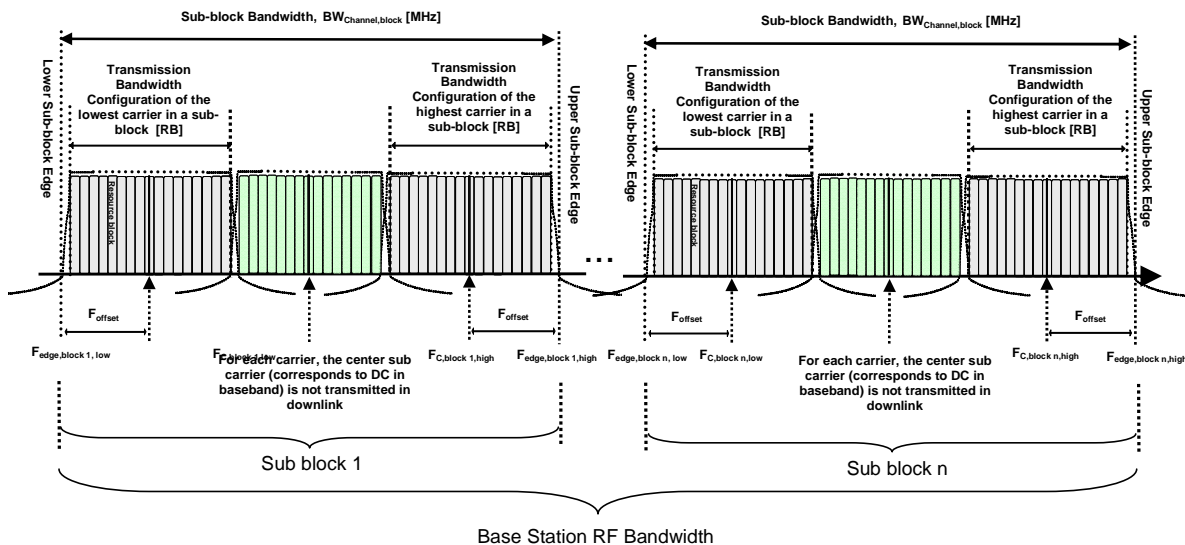 Sub-block Bandwidth, BWChannel,block [MHz]
Lower Sub-block Edge
Transmission
Bandwidth
Configuration of the
lowest carrier in a sub-
block [RB]
Transmission
Bandwidth
Configuration of
the highest carrier in a
sub-block [RB]
Upper Sub-block Edge
Resource block
Foffset
Foffset
Fedge,block 1, low
FC,block 1,low
FC,block 1,high
Fedge,block 1,high
For each carrier, the center sub
carrier (corresponds to DC in
baseband) is not transmitted in
downlink
Sub block 1
...
Sub-block Bandwidth, BWChannel,block [MHz]
Lower Sub-block Edge
Transmission
Bandwidth
Configuration of the
lowest carrier in a
sub-block [RB]
Transmission
Bandwidth
Configuration of the
highest carrier in a
sub-block [RB]
Upper Sub-block Edge
Resource block
Foffset
Foffset
Fedge,block n, low
FC,block n,low
FC,block n,high
Fedge,block n,high
For each carrier, the center sub
carrier (corresponds to DC in
baseband) is not transmitted in
downlink
Sub block n
Base Station RF Bandwidth